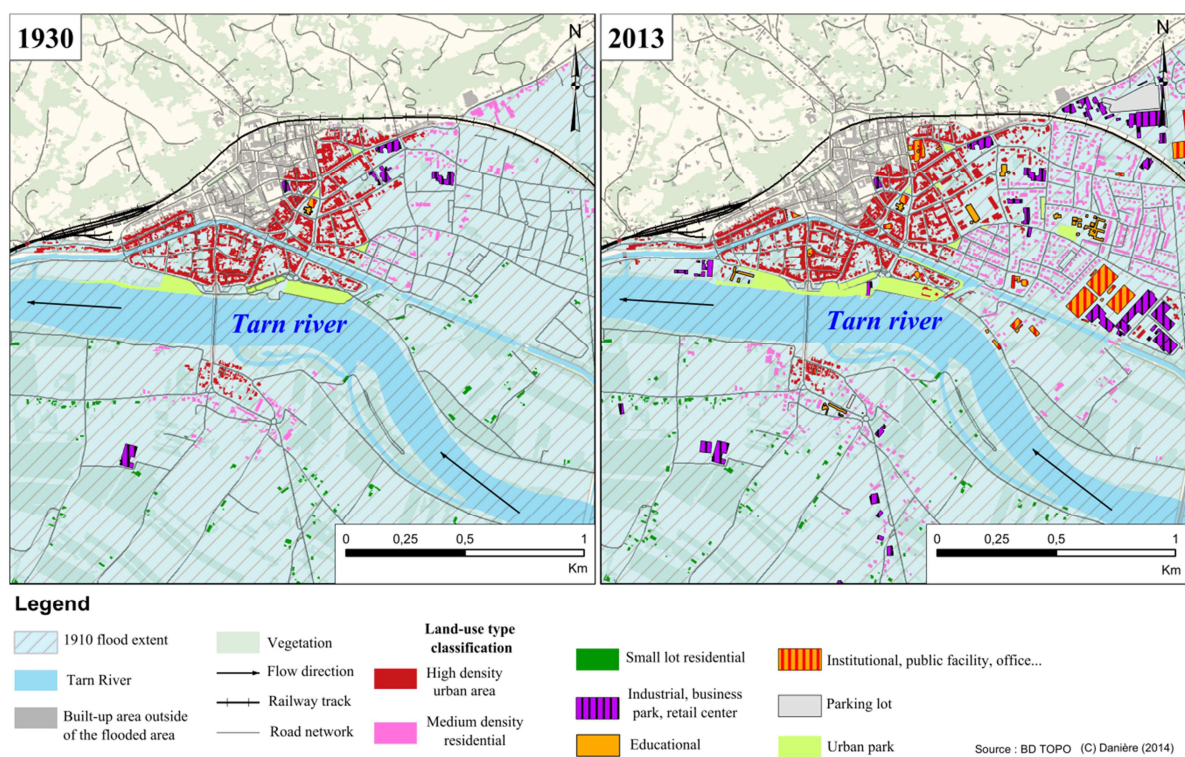 1930
N
Tarn river
0 0,25 0,5 1
Km
2013
N
Tarn river
0 0,25 0,5 1
Km
Legend
1910 flood extent
Tarn River
Built-up area outside
of the flooded area
Vegetation
Flow direction
Railway track
Road network
Land-use type
classification
High density
urban area
Medium density
residential
Small lot residential
Industrial, business
park, retail center
Educational
Institutional, public facility, office...
Parking lot
Urban park
Source : BD TOPO (C) Danière (2014)